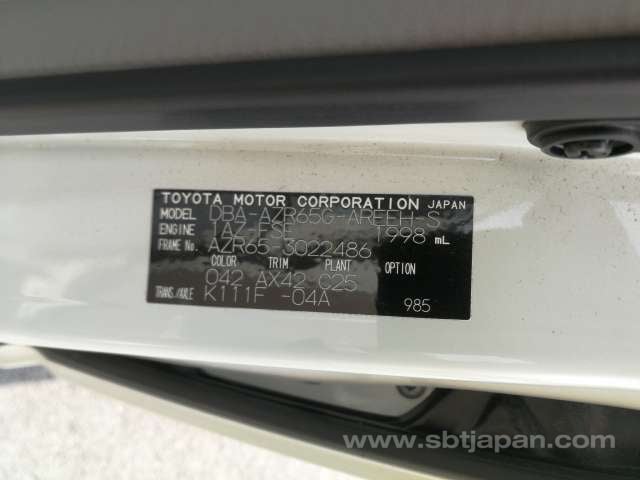 TOYOTA MOTOR CORPORATION JAPAN
MODEL DBA-AZR65G-AREEH-S
ENGINE 1AZ-FSE 1998 mL
FRAME No. AZR65-3022486
COLOR TRIM PLANT OPTION
042 AX42 C25
TRANS./AXLE K111F -04A 985
www.sbtjapan.com